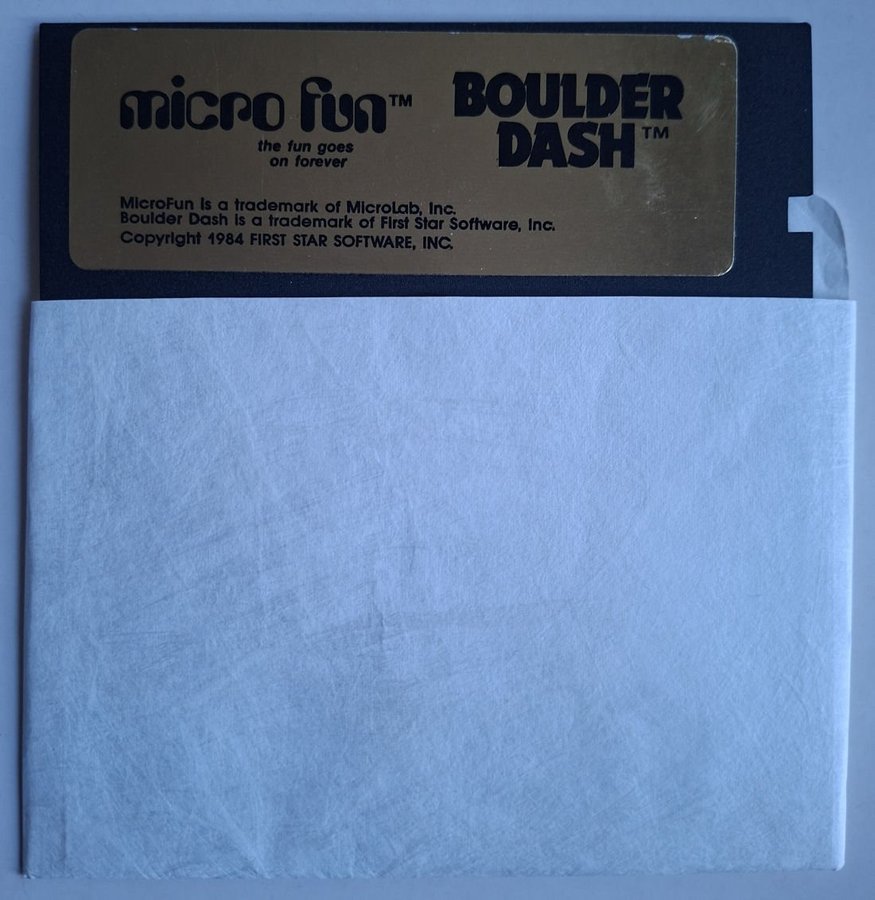 micro fun™
the fun goes
on forever
BOULDER
DASH™
MicroFun is a trademark of MicroLab, Inc.
Boulder Dash is a trademark of First Star Software, Inc.
Copyright 1984 FIRST STAR SOFTWARE, INC.